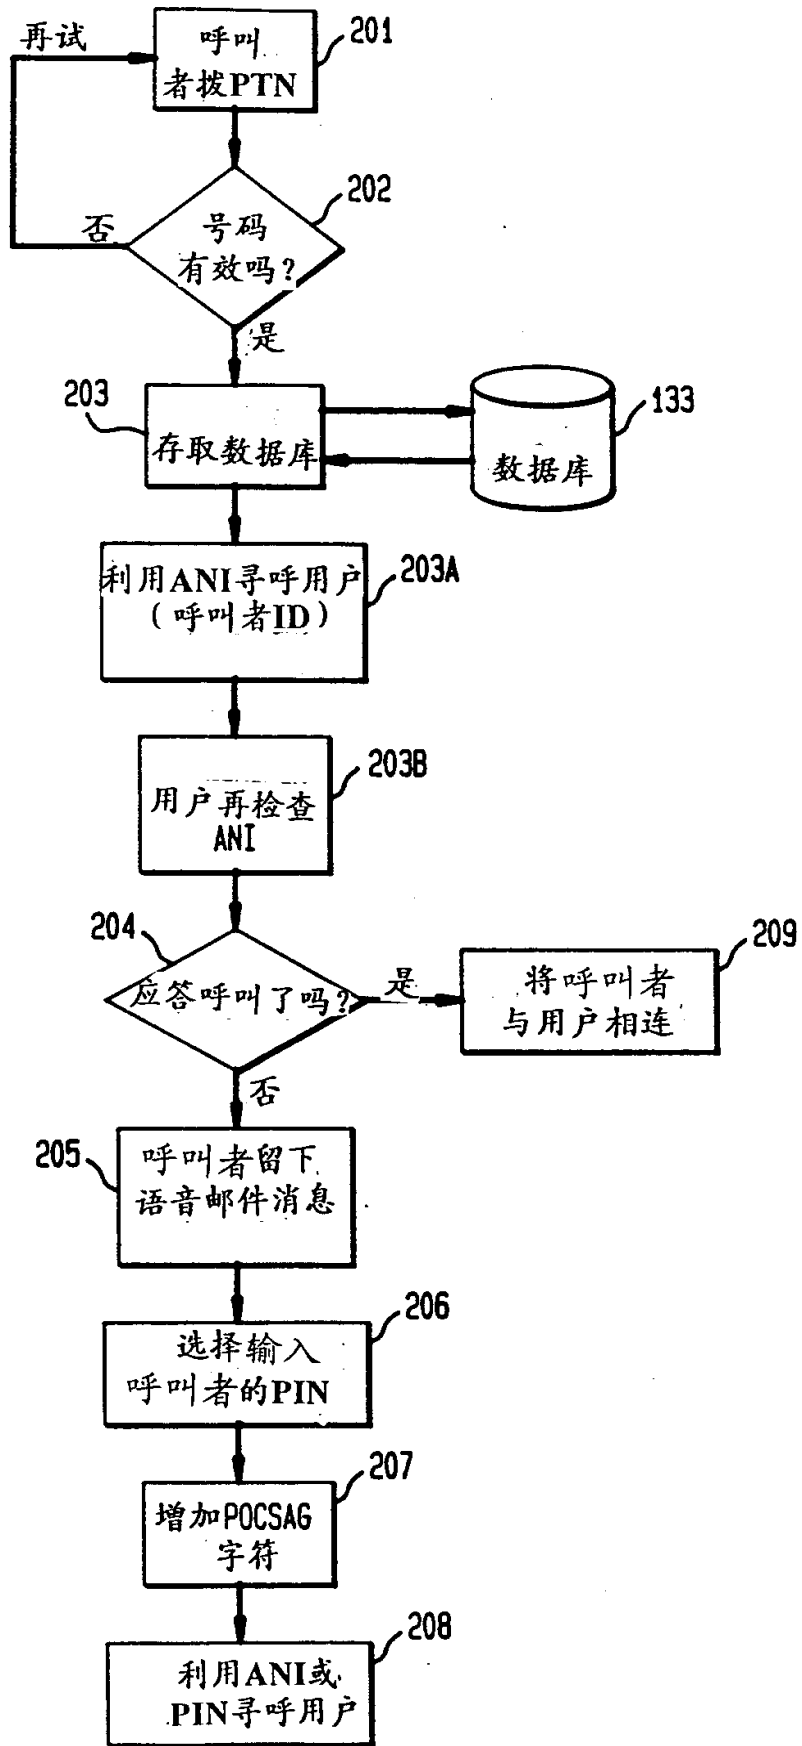 再试
呼叫
者拨PTN
201
202
号码
有效吗?
否
是
203
存取数据库
133
数据库
利用ANI寻呼用户
(呼叫者ID)
203A
用户再检查
ANI
203B
204
应答呼叫了吗?
是
209
将呼叫者
与用户相连
否
205
呼叫者留下
语音邮件消息
206
选择输入
呼叫者的PIN
207
增加POCSAG
字符
208
利用ANI或
PIN寻呼用户